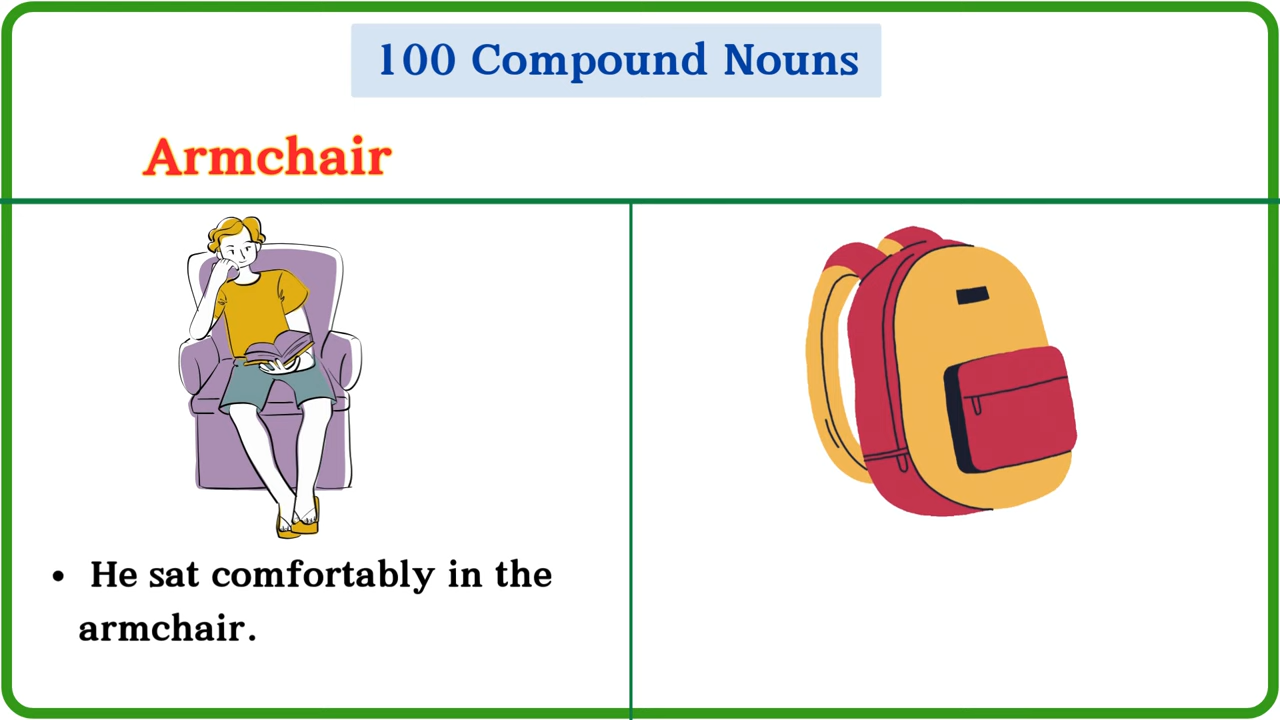 100 Compound Nouns
Armchair
• He sat comfortably in the
armchair.